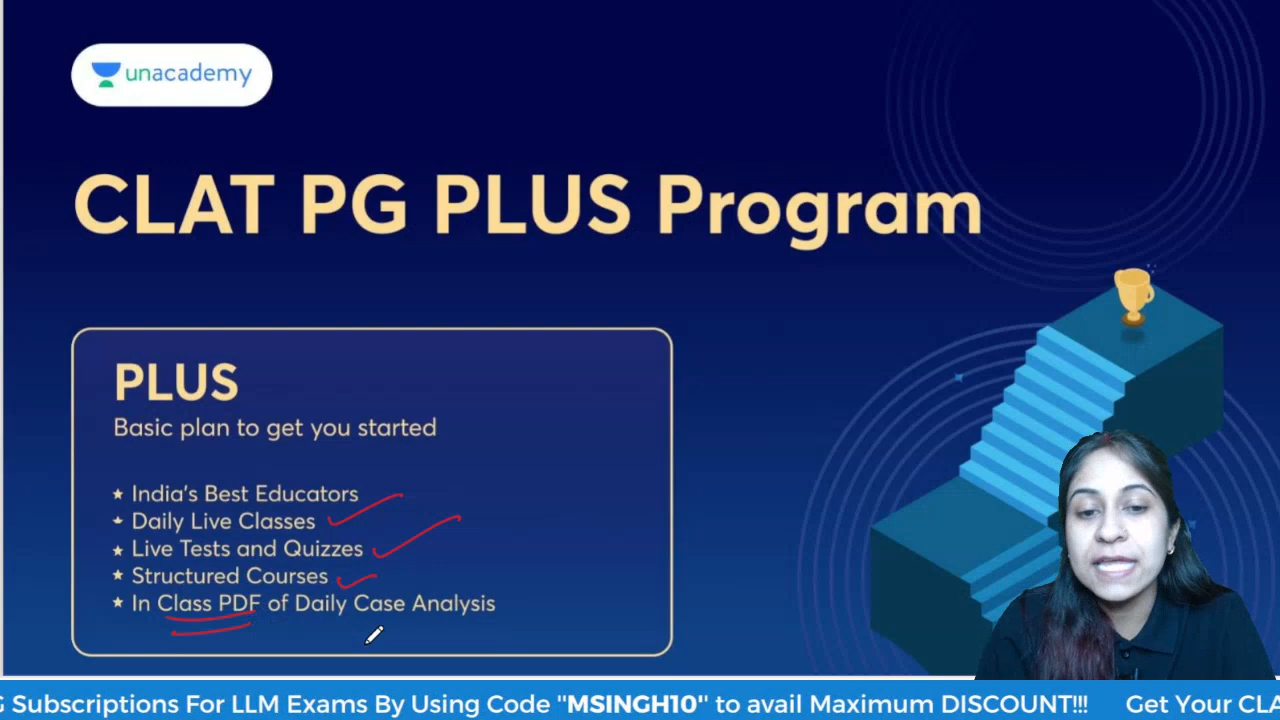 unacademy
CLAT PG PLUS Program
PLUS
Basic plan to get you started
★ India's Best Educators
★ Daily Live Classes
★ Live Tests and Quizzes
★ Structured Courses
★ In Class PDF of Daily Case Analysis
G Subscriptions For LLM Exams By Using Code "MSINGH10" to avail Maximum DISCOUNT!!! Get Your CLA